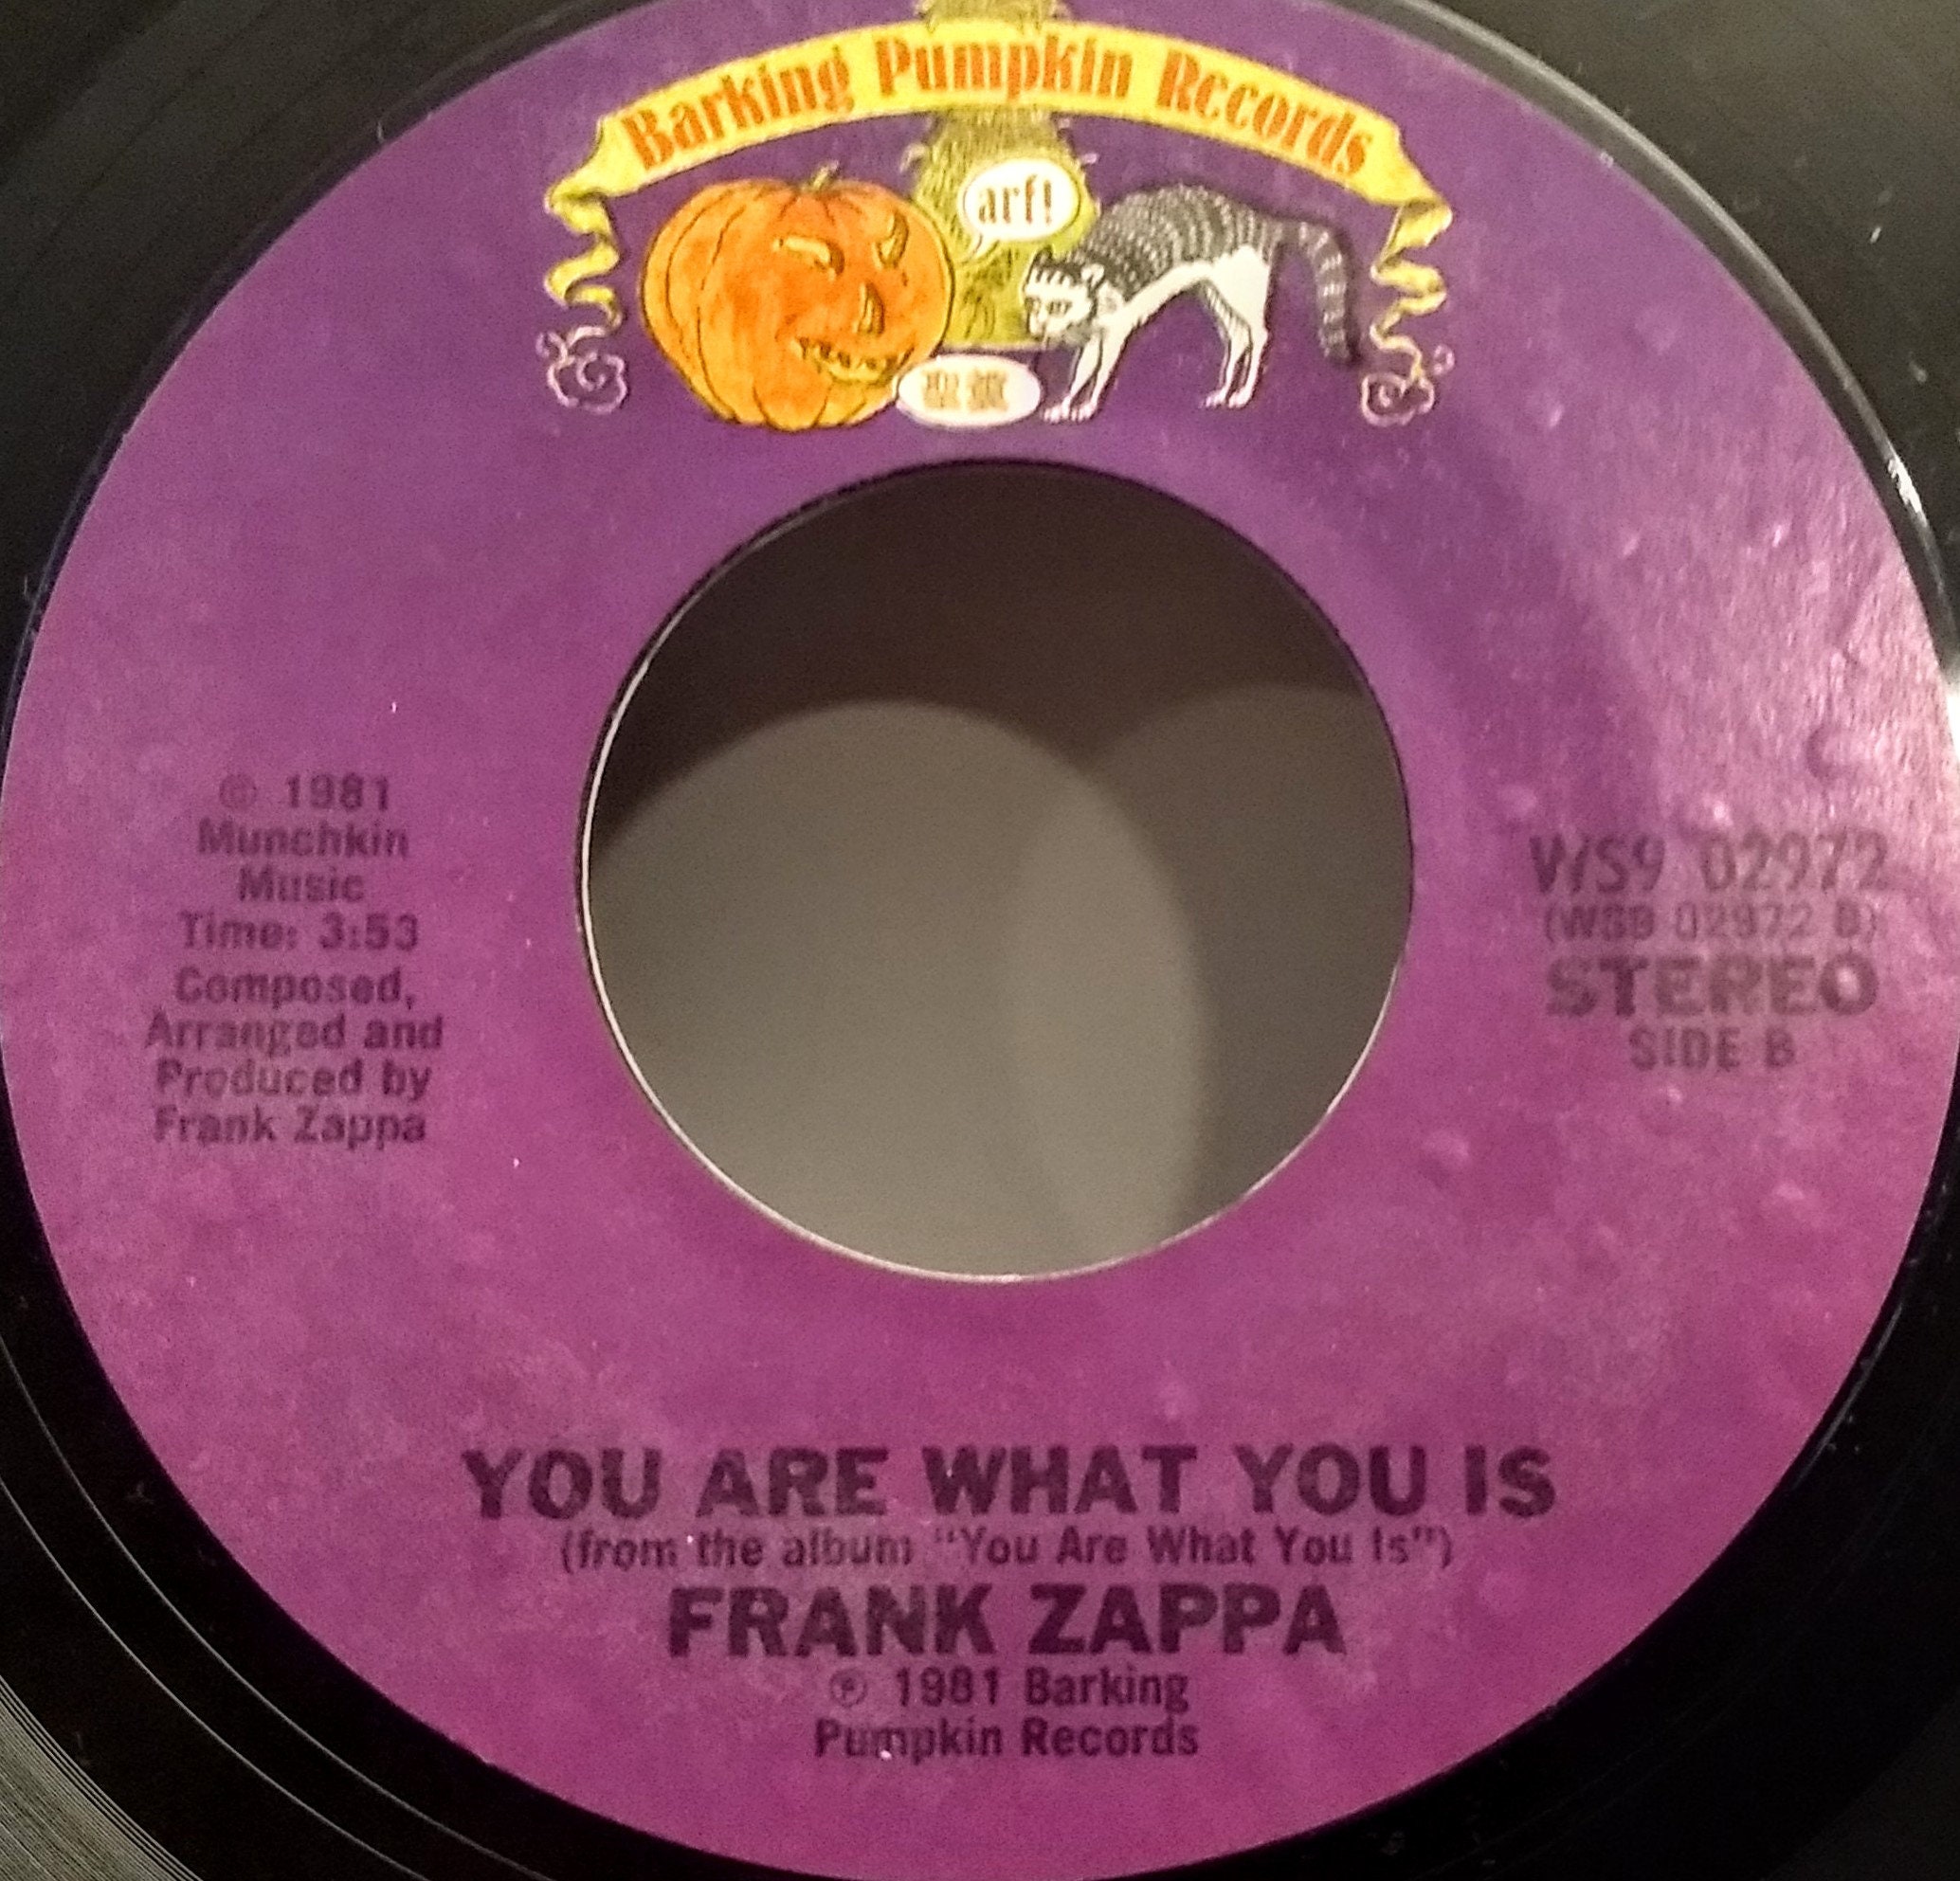 Barking Pumpkin Records
arf!
© 1981
Munchkin
Music
Time: 3:53
Composed,
Arranged and
Produced by
Frank Zappa
WS9 02972
(WSB 02972 B)
STEREO
SIDE B
YOU ARE WHAT YOU IS
(from the album "You Are What You Is")
FRANK ZAPPA
℗ 1981 Barking
Pumpkin Records